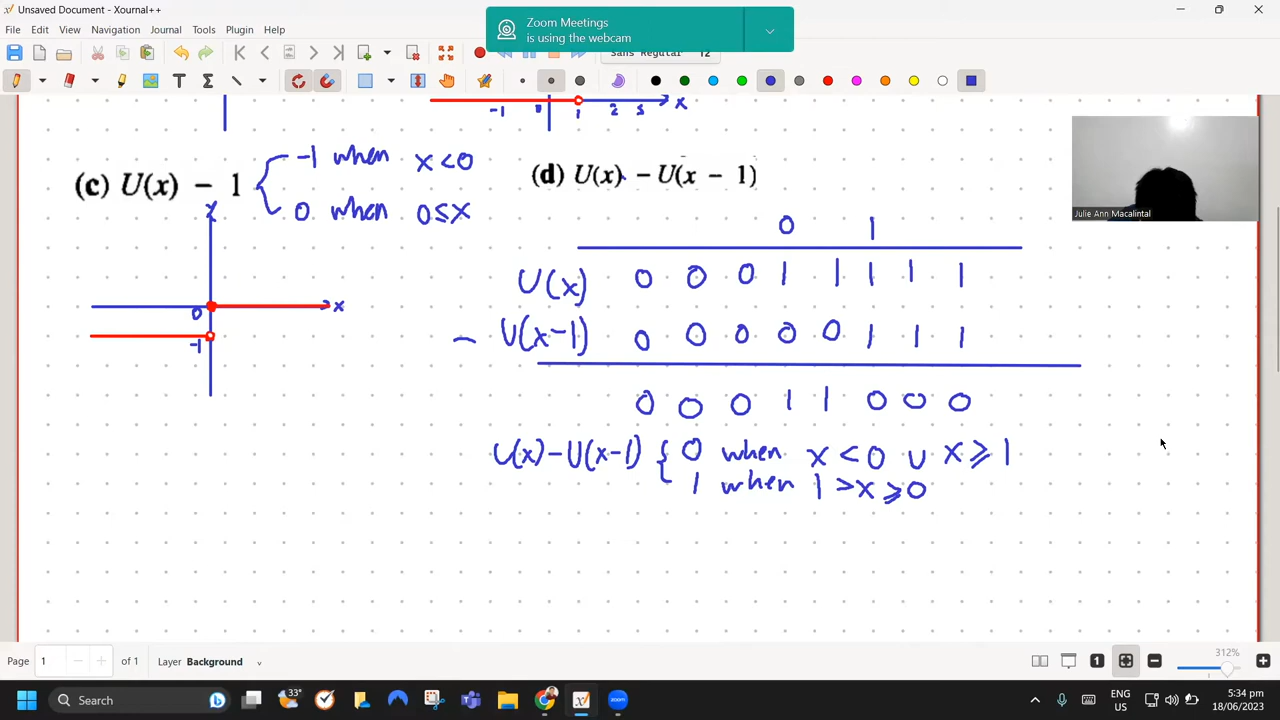 Unsaved Document - Xournal++
Zoom Meetings
is using the webcam
File Edit View Navigation Journal Tools Plugin Help
Sans Regular 12
-1 0 1 2 3 x
(c) U(x) - 1 { -1 when x < 0
0 when 0 ≤ x
0 x
-1
(d) U(x) - U(x - 1)
0 1
U(x) 0 0 0 1 1 1 1 1
- U(x-1) 0 0 0 0 0 1 1 1
0 0 0 1 1 0 0 0
U(x) - U(x-1) { 0 when x < 0 ∪ x ≥ 1
1 when 1 > x ≥ 0
Julie Ann Macalintal
Page 1 of 1 Layer Background
312%
1
Search
33°
zoom
ENG
US
5:34 pm
18/06/2023